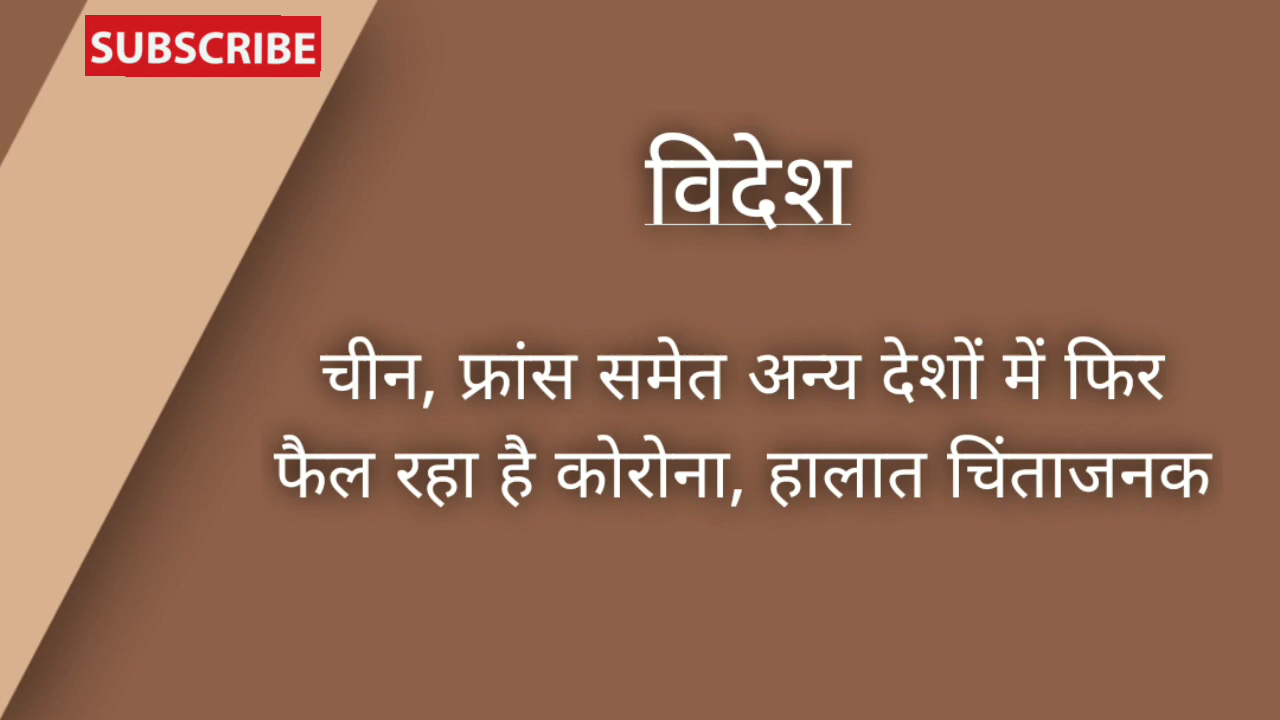 SUBSCRIBE
विदेश
चीन, फ्रांस समेत अन्य देशों में फिर
फैल रहा है कोरोना, हालात चिंताजनक